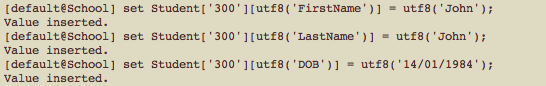 [default@School] set Student['300'][utf8('FirstName')] = utf8('John');
Value inserted.
[default@School] set Student['300'][utf8('LastName')] = utf8('John');
Value inserted.
[default@School] set Student['300'][utf8('DOB')] = utf8('14/01/1984');
Value inserted.